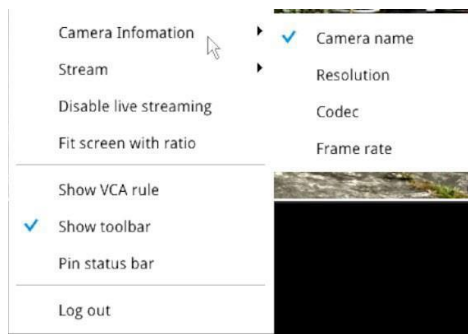 Camera Infomation
Stream
Disable live streaming
Fit screen with ratio
Show VCA rule
Show toolbar
Pin status bar
Log out
Camera name
Resolution
Codec
Frame rate